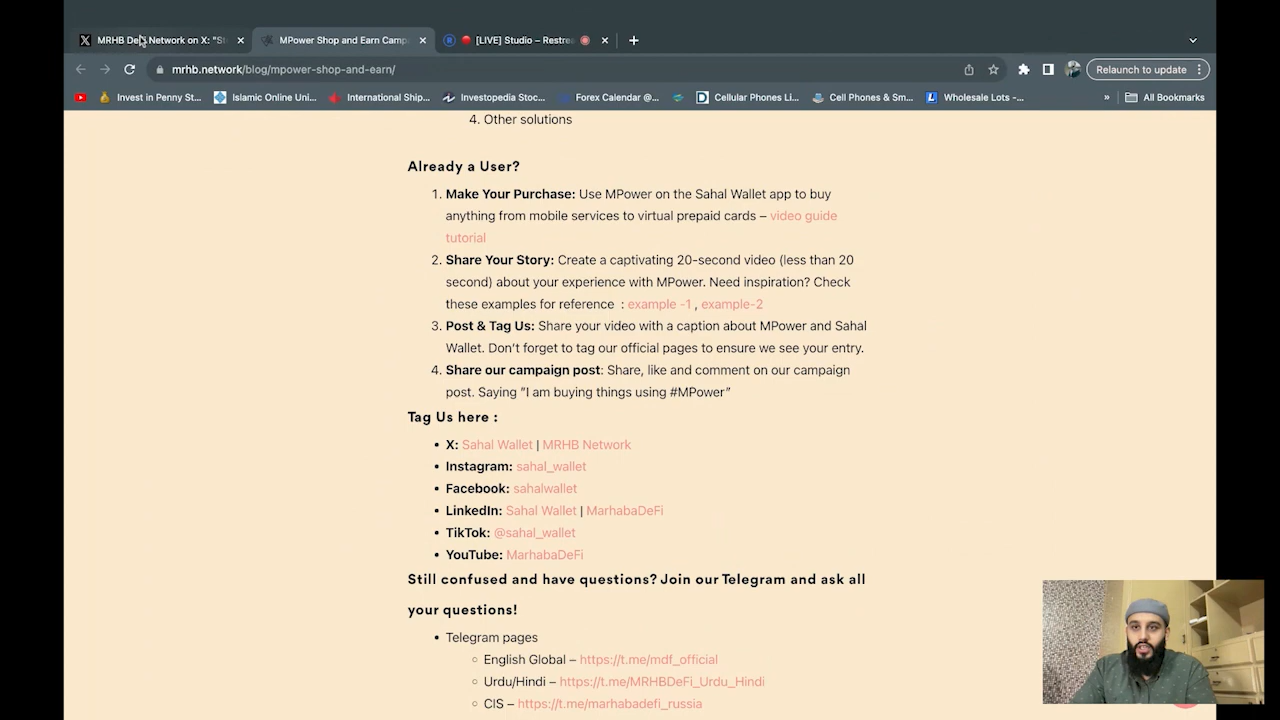 MRHB DeFi Network on X: "St
MPower Shop and Earn Camp
[LIVE] Studio – Restre
mrhb.network/blog/mpower-shop-and-earn/
Relaunch to update
Invest in Penny St...
Islamic Online Uni...
International Ship...
Investopedia Stoc...
Forex Calendar @...
Cellular Phones Li...
Cell Phones & Sm...
Wholesale Lots -...
»
All Bookmarks
4. Other solutions
Already a User?
1. Make Your Purchase: Use MPower on the Sahal Wallet app to buy
anything from mobile services to virtual prepaid cards – video guide
tutorial
2. Share Your Story: Create a captivating 20-second video (less than 20
second) about your experience with MPower. Need inspiration? Check
these examples for reference : example -1 , example-2
3. Post & Tag Us: Share your video with a caption about MPower and Sahal
Wallet. Don't forget to tag our official pages to ensure we see your entry.
4. Share our campaign post: Share, like and comment on our campaign
post. Saying "I am buying things using #MPower"
Tag Us here :
• X: Sahal Wallet | MRHB Network
• Instagram: sahal_wallet
• Facebook: sahalwallet
• LinkedIn: Sahal Wallet | MarhabaDeFi
• TikTok: @sahal_wallet
• YouTube: MarhabaDeFi
Still confused and have questions? Join our Telegram and ask all
your questions!
• Telegram pages
○ English Global – https://t.me/mdf_official
○ Urdu/Hindi – https://t.me/MRHBDeFi_Urdu_Hindi
○ CIS – https://t.me/marhabadefi_russia